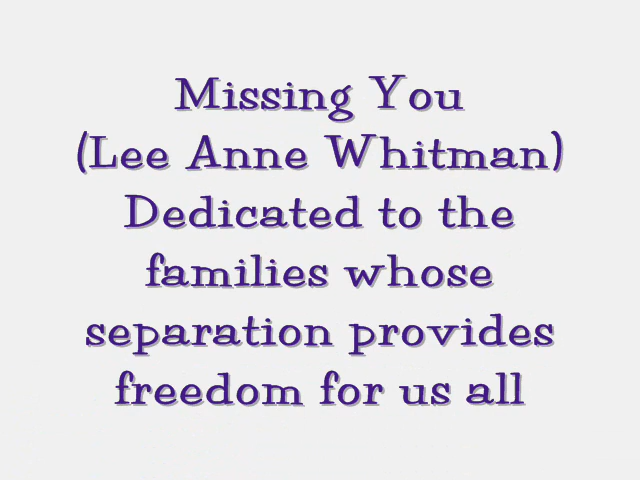 Missing You
(Lee Anne Whitman)
Dedicated to the
families whose
separation provides
freedom for us all